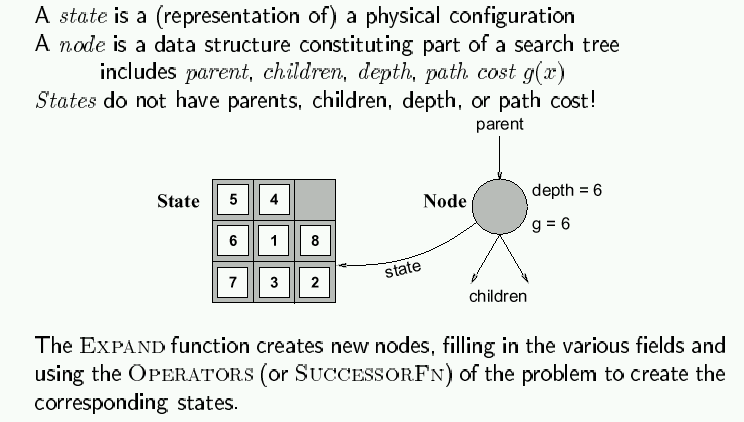 A state is a (representation of) a physical configuration
A node is a data structure constituting part of a search tree
includes parent, children, depth, path cost g(x)
States do not have parents, children, depth, or path cost!
parent
State
5 4
6 1 8
7 3 2
Node
depth = 6
g = 6
state
children
The EXPAND function creates new nodes, filling in the various fields and
using the OPERATORS (or SUCCESSORFN) of the problem to create the
corresponding states.